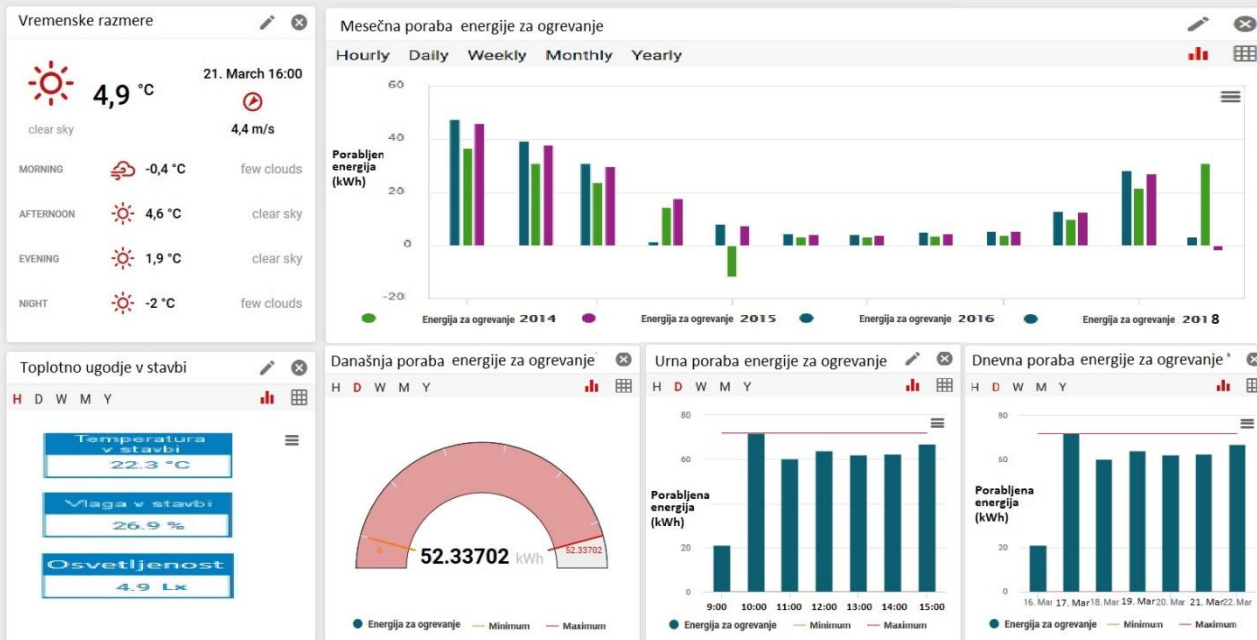 Vremenske razmere
4,9 °C
21. March 16:00
clear sky
4,4 m/s
MORNING -0,4 °C few clouds
AFTERNOON 4,6 °C clear sky
EVENING 1,9 °C clear sky
NIGHT -2 °C few clouds
Mesečna poraba energije za ogrevanje
Hourly Daily Weekly Monthly Yearly
60
40
20
0
-20
Porabljen
energija
(kWh)
Energija za ogrevanje 2014 Energija za ogrevanje 2015 Energija za ogrevanje 2016 Energija za ogrevanje 2018
Toplotno ugodje v stavbi
H D W M Y
Temperatura
v stavbi
22.3 °C
Vlaga v stavbi
26.9 %
Osvetljenost
4.9 Lx
Današnja poraba energije za ogrevanje
H D W M Y
0
52.33702 kWh
52.33702
Energija za ogrevanje Minimum Maximum
Urna poraba energije za ogrevanje
H D W M Y
80
60
40
20
0
Porabljena
energija
(kWh)
9:00 10:00 11:00 12:00 13:00 14:00 15:00
Energija za ogrevanje Minimum Maximum
Dnevna poraba energije za ogrevanje
H D W M Y
80
60
40
20
0
Porabljena
energija
(kWh)
16. Mar 17. Mar 18. Mar 19. Mar 20. Mar 21. Mar 22. Mar
Energija za ogrevanje Minimum Maximum